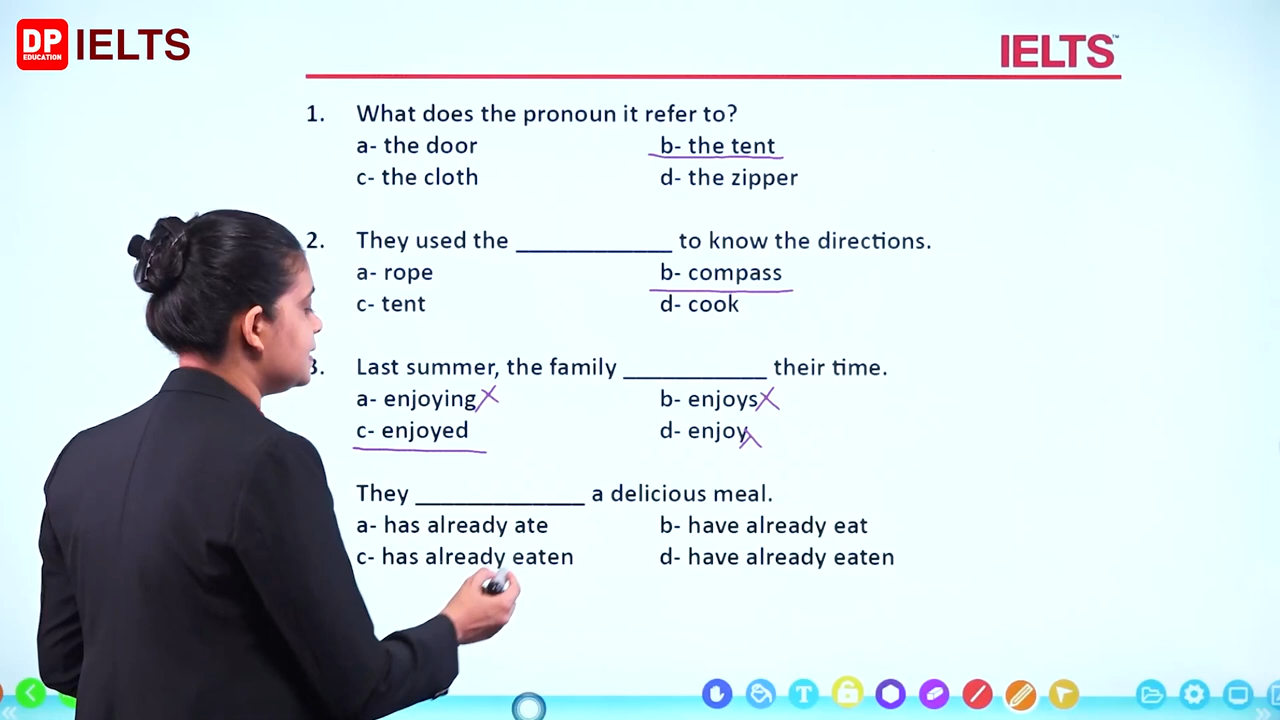 DP
EDUCATION
IELTS
IELTS™
1. What does the pronoun it refer to?
a- the door b- the tent
c- the cloth d- the zipper
2. They used the ____________ to know the directions.
a- rope b- compass
c- tent d- cook
3. Last summer, the family ___________ their time.
a- enjoying b- enjoys
c- enjoyed d- enjoy
They _____________ a delicious meal.
a- has already ate b- have already eat
c- has already eaten d- have already eaten
T